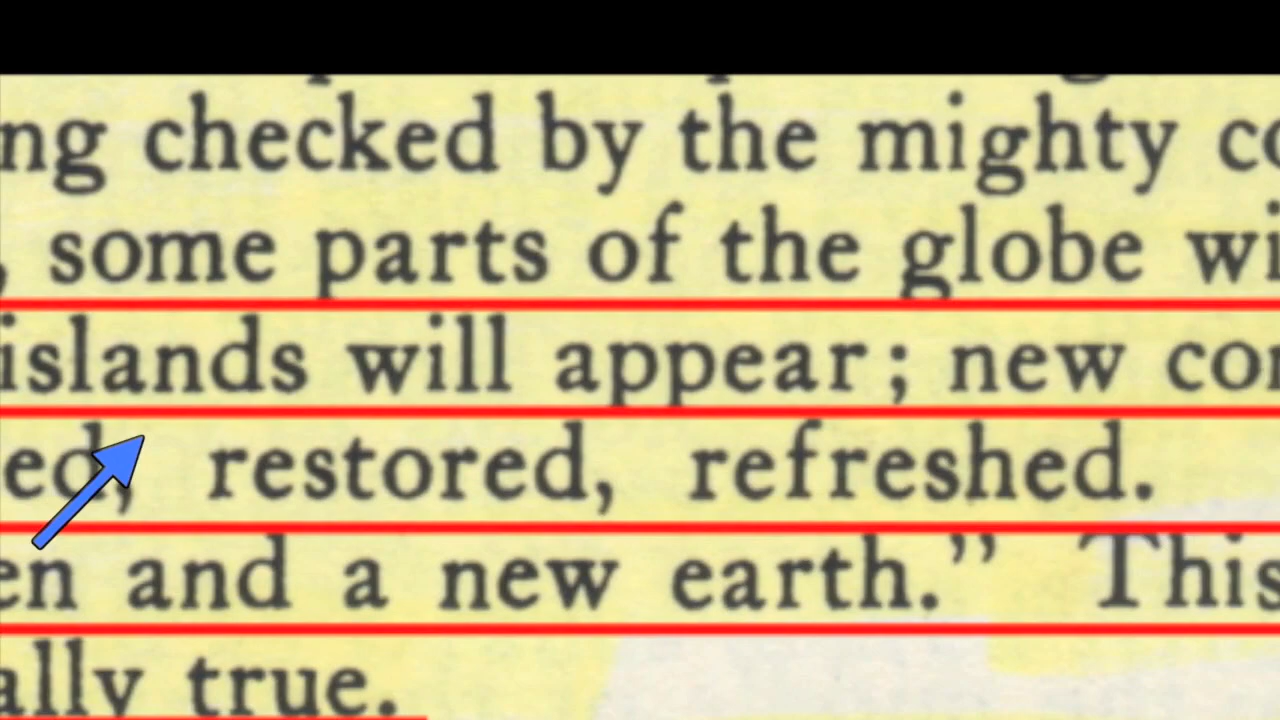 ng checked by the mighty co
, some parts of the globe wi
islands will appear; new con
ed, restored, refreshed.
en and a new earth.” This
ally true.